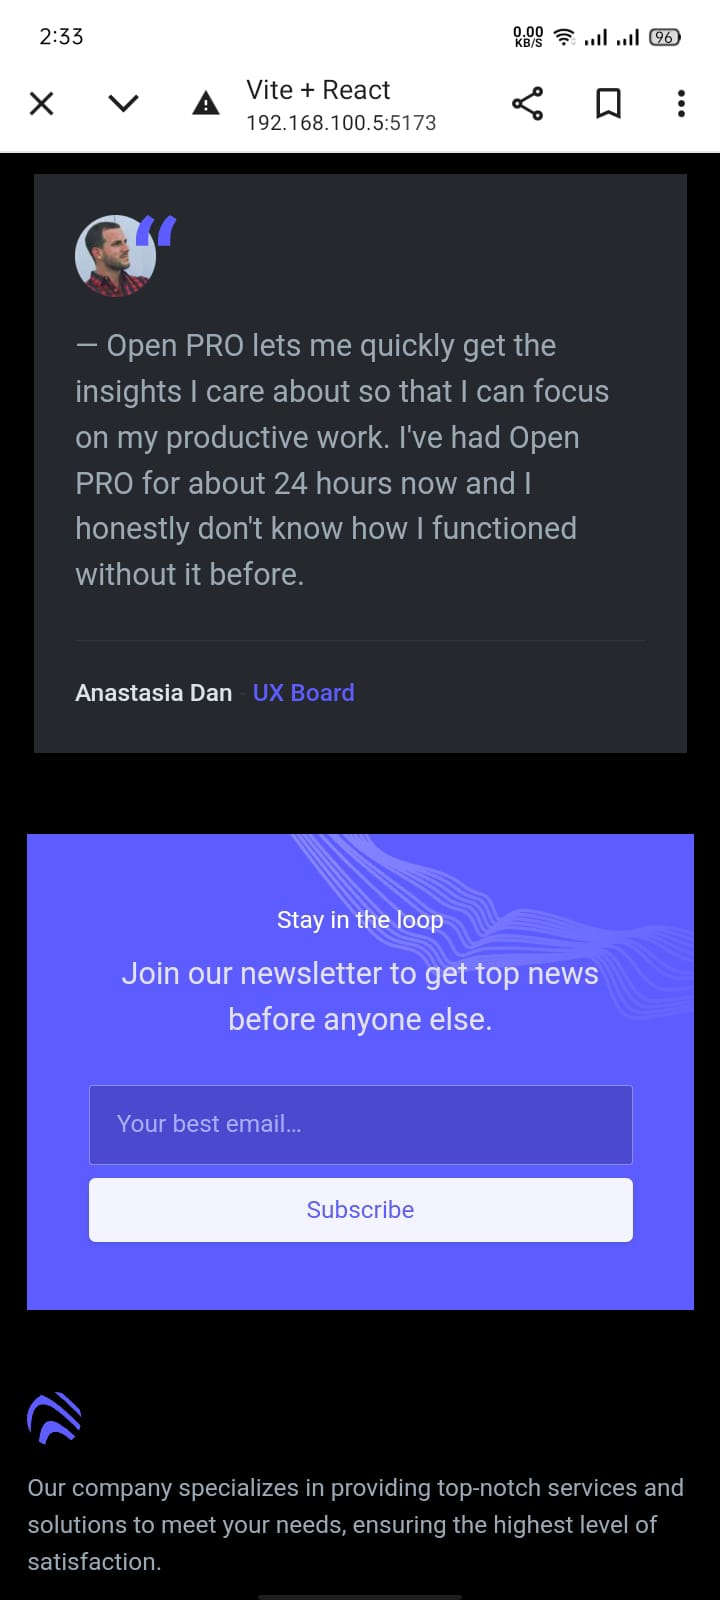 2:33
0.00
KB/S
96
Vite + React
192.168.100.5:5173
“
— Open PRO lets me quickly get the
insights I care about so that I can focus
on my productive work. I've had Open
PRO for about 24 hours now and I
honestly don't know how I functioned
without it before.
Anastasia Dan - UX Board
Stay in the loop
Join our newsletter to get top news
before anyone else.
Your best email…
Subscribe
Our company specializes in providing top-notch services and
solutions to meet your needs, ensuring the highest level of
satisfaction.